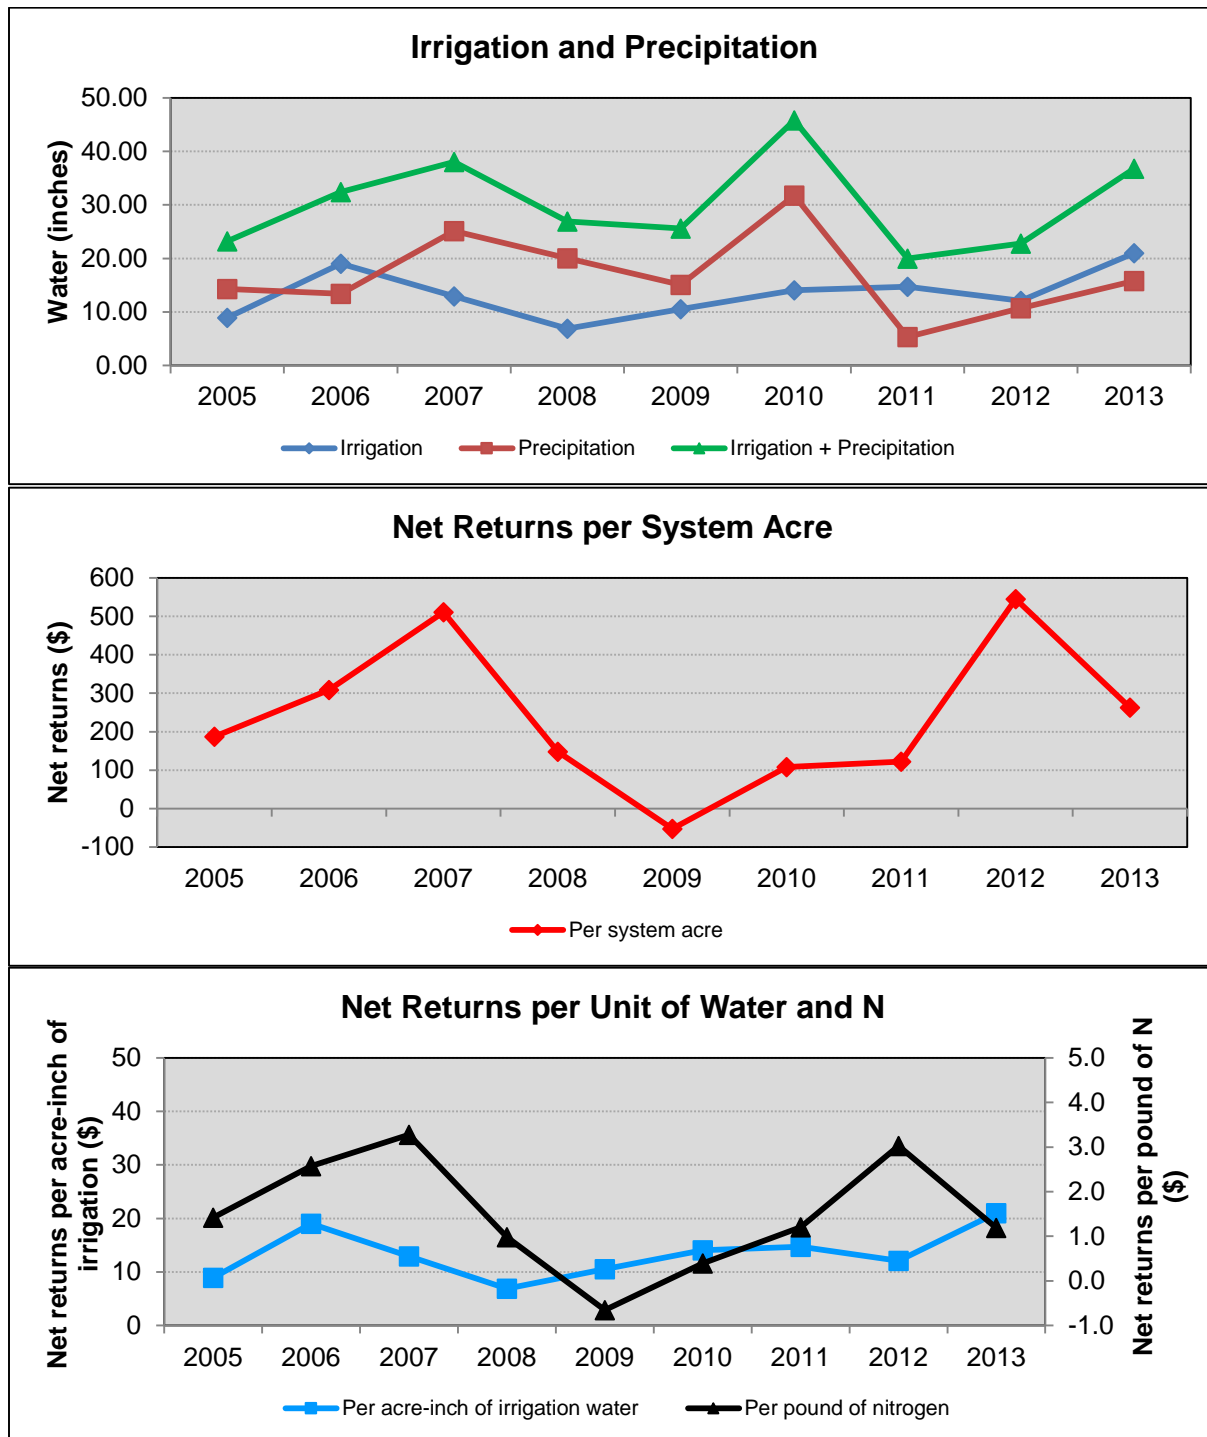 Irrigation and Precipitation
Water (inches)
50.00
40.00
30.00
20.00
10.00
0.00
2005 2006 2007 2008 2009 2010 2011 2012 2013
Irrigation Precipitation Irrigation + Precipitation
Net Returns per System Acre
Net returns ($)
600
500
400
300
200
100
0
-100
2005 2006 2007 2008 2009 2010 2011 2012 2013
Per system acre
Net Returns per Unit of Water and N
Net returns per acre-inch of
irrigation ($)
50
40
30
20
10
0
5.0
4.0
3.0
2.0
1.0
0.0
-1.0
Net returns per pound of N
($)
2005 2006 2007 2008 2009 2010 2011 2012 2013
Per acre-inch of irrigation water Per pound of nitrogen